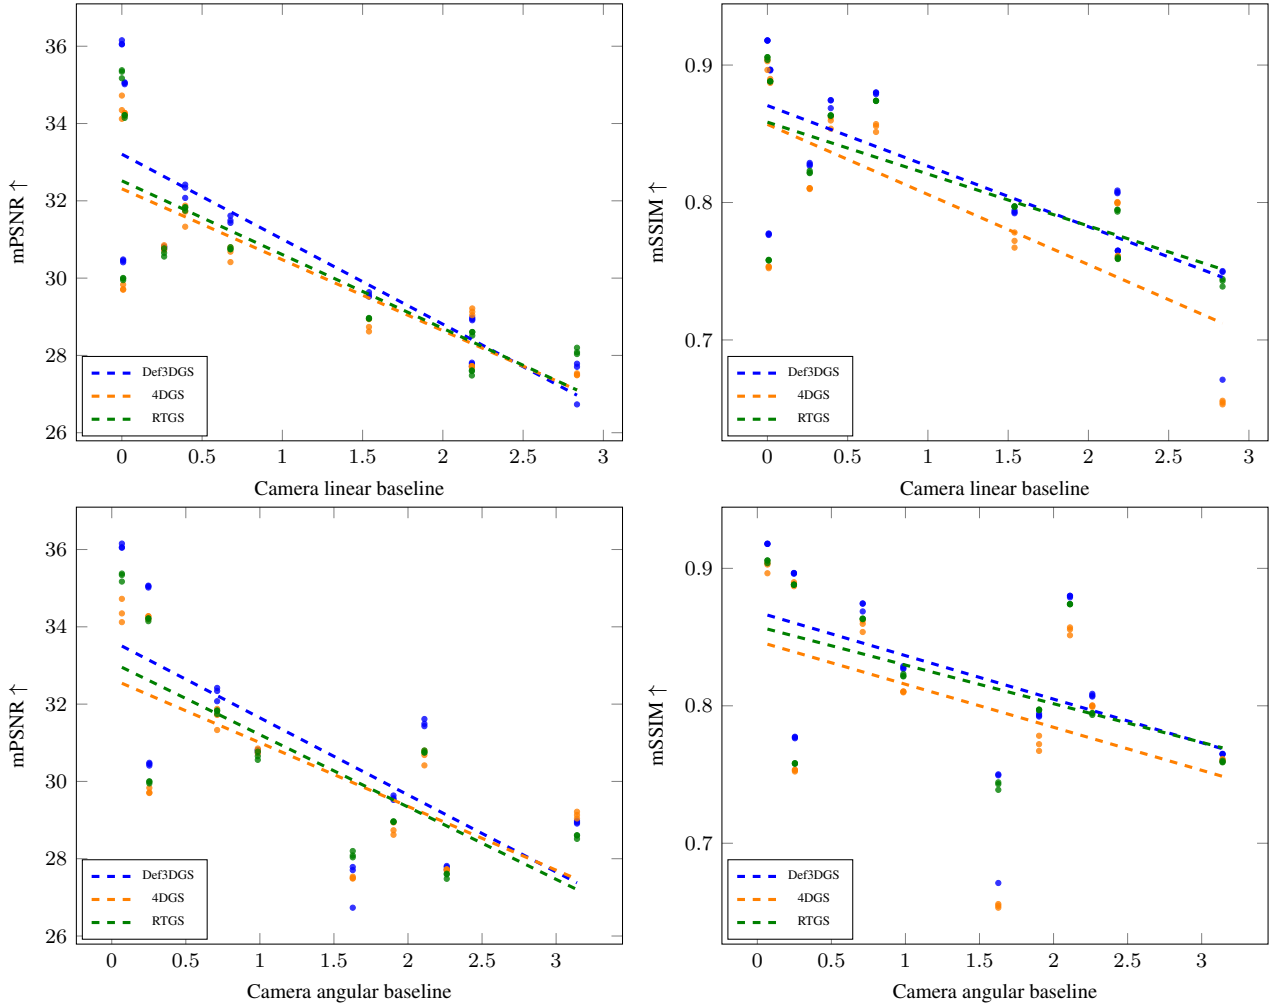 mPSNR ↑
36
34
32
30
28
26
0 0.5 1 1.5 2 2.5 3
Camera linear baseline
Def3DGS
4DGS
RTGS
mSSIM ↑
0.9
0.8
0.7
0 0.5 1 1.5 2 2.5 3
Camera linear baseline
Def3DGS
4DGS
RTGS
mPSNR ↑
36
34
32
30
28
26
0 0.5 1 1.5 2 2.5 3
Camera angular baseline
Def3DGS
4DGS
RTGS
mSSIM ↑
0.9
0.8
0.7
0 0.5 1 1.5 2 2.5 3
Camera angular baseline
Def3DGS
4DGS
RTGS